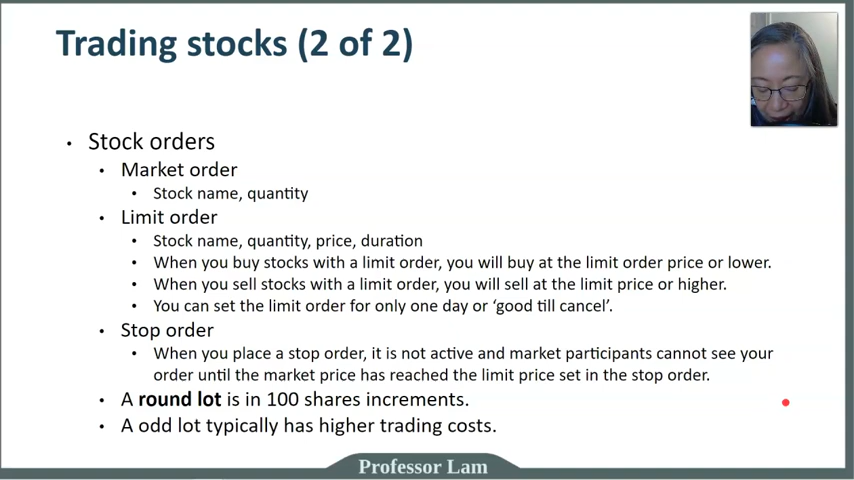 Trading stocks (2 of 2)
• Stock orders
• Market order
• Stock name, quantity
• Limit order
• Stock name, quantity, price, duration
• When you buy stocks with a limit order, you will buy at the limit order price or lower.
• When you sell stocks with a limit order, you will sell at the limit price or higher.
• You can set the limit order for only one day or ‘good till cancel’.
• Stop order
• When you place a stop order, it is not active and market participants cannot see your
order until the market price has reached the limit price set in the stop order.
• A round lot is in 100 shares increments.
• A odd lot typically has higher trading costs.
Professor Lam